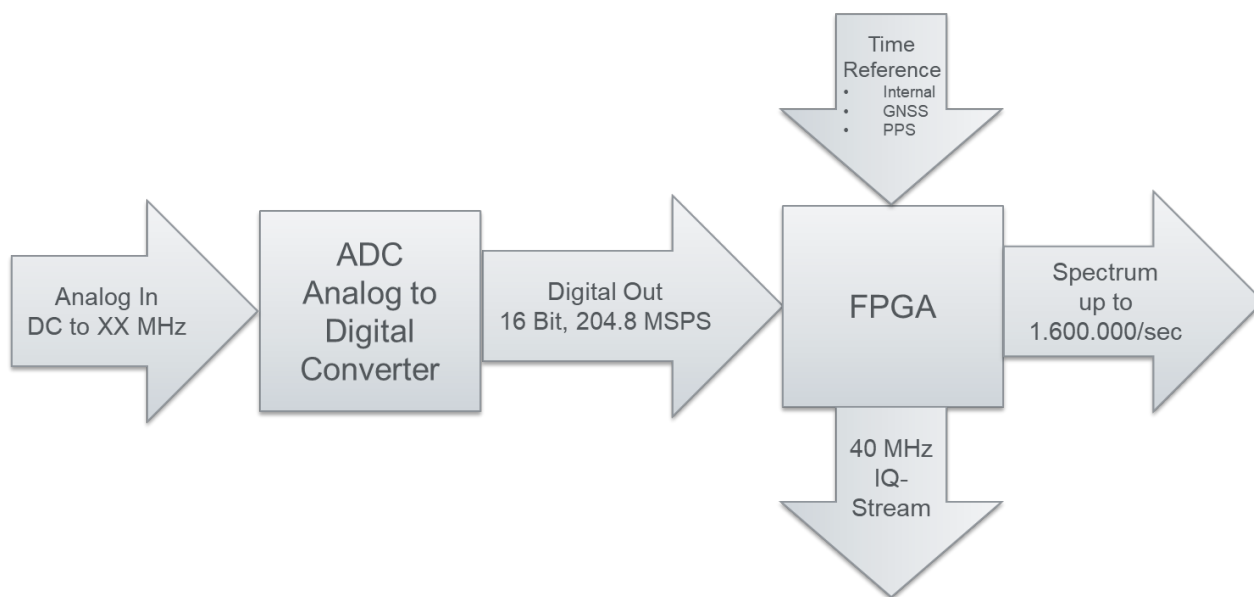 Time
Reference
• Internal
• GNSS
• PPS
Analog In
DC to XX MHz
ADC
Analog to
Digital
Converter
Digital Out
16 Bit, 204.8 MSPS
FPGA
Spectrum
up to
1.600.000/sec
40 MHz
IQ-
Stream